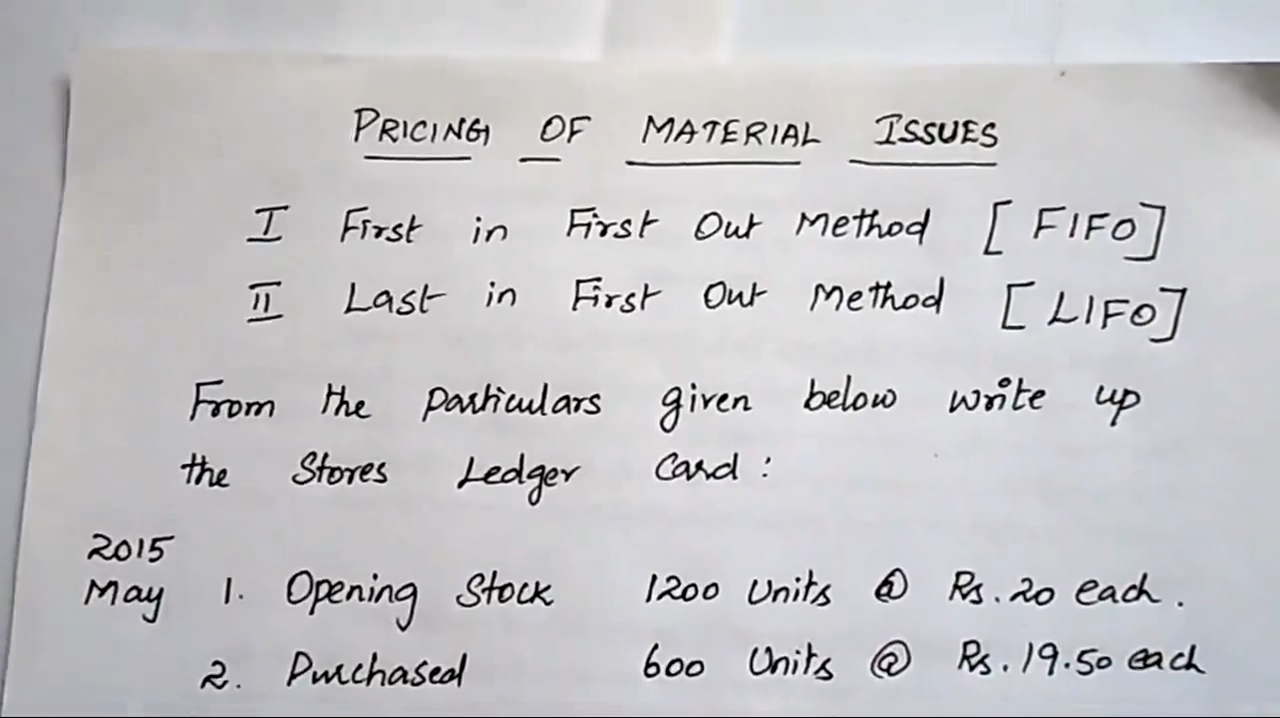 PRICING OF MATERIAL ISSUES
I First in First Out Method [FIFO]
II Last in First Out Method [LIFO]
From the particulars given below write up
the Stores Ledger Card :
2015
May 1. Opening Stock 1200 Units @ Rs. 20 each.
2. Purchased 600 Units @ Rs. 19.50 each